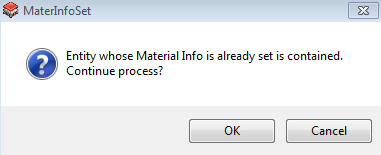 MaterInfoSet
Entity whose Material Info is already set is contained.
Continue process?
OK
Cancel